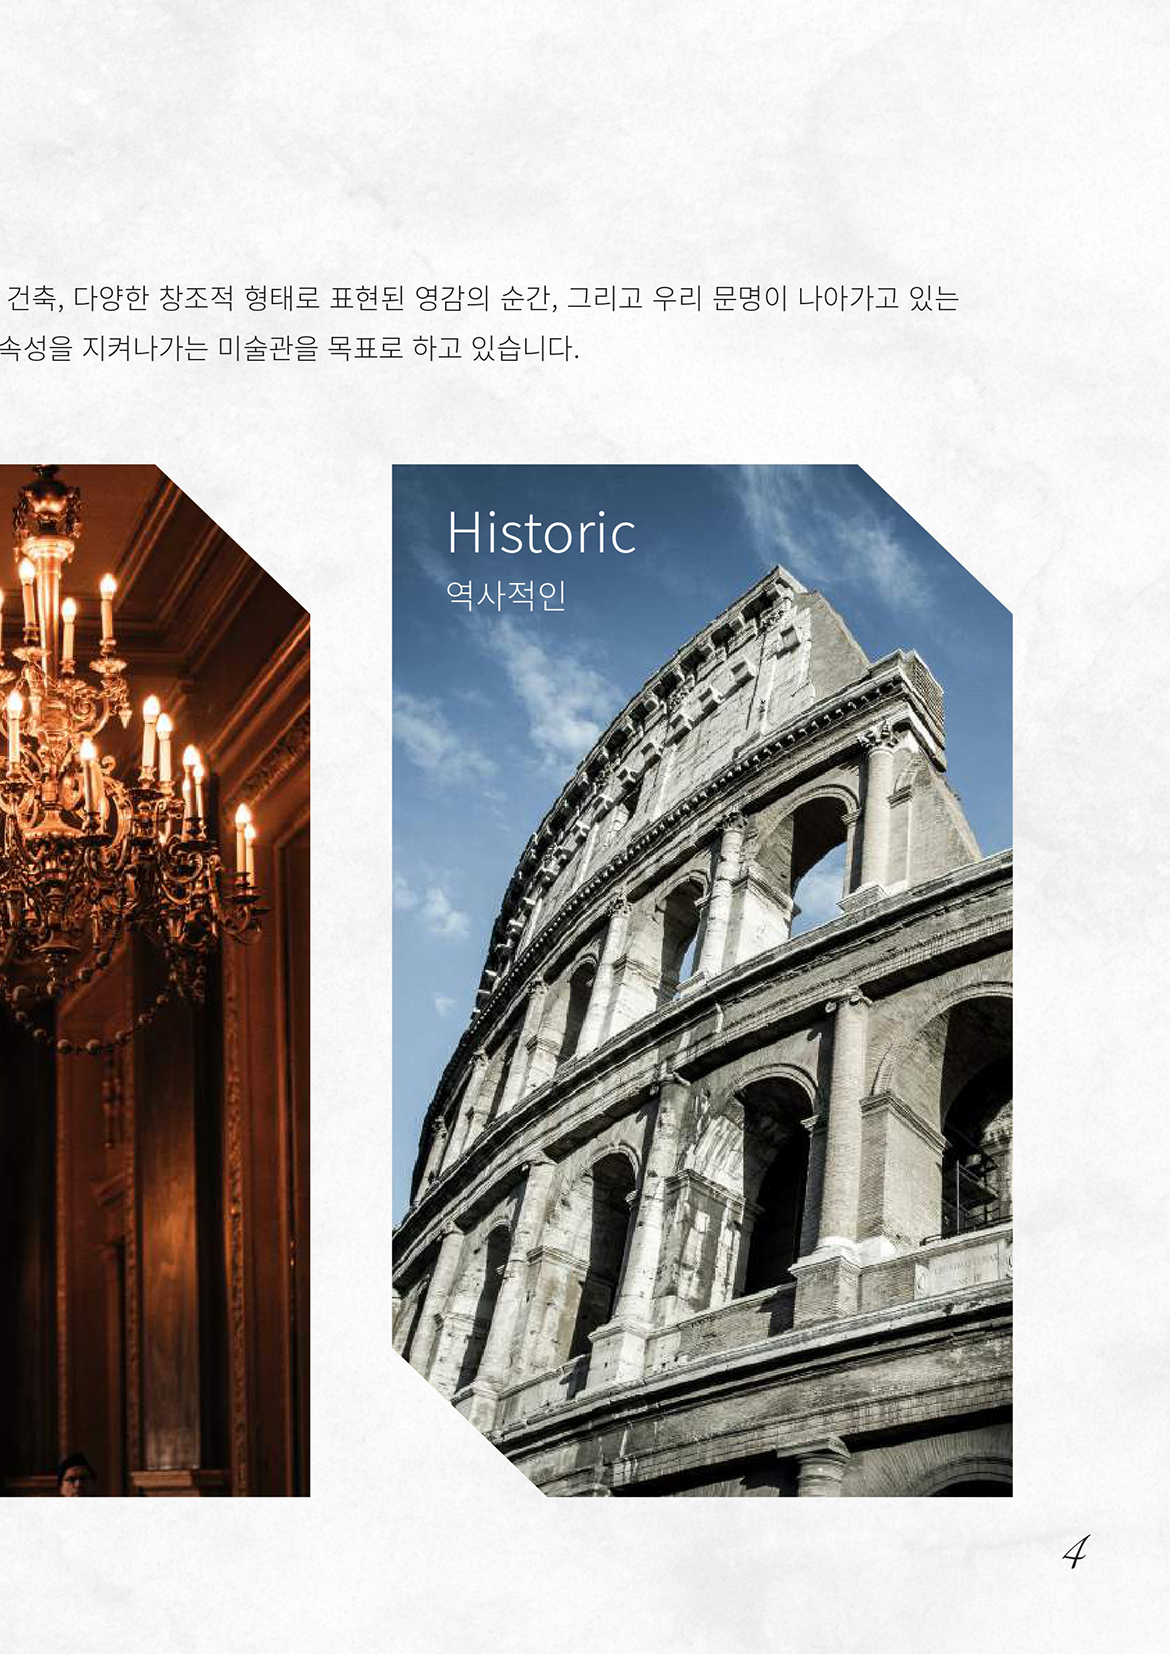 건축, 다양한 창조적 형태로 표현된 영감의 순간, 그리고 우리 문명이 나아가고 있는
속성을 지켜나가는 미술관을 목표로 하고 있습니다.
Historic
역사적인
4